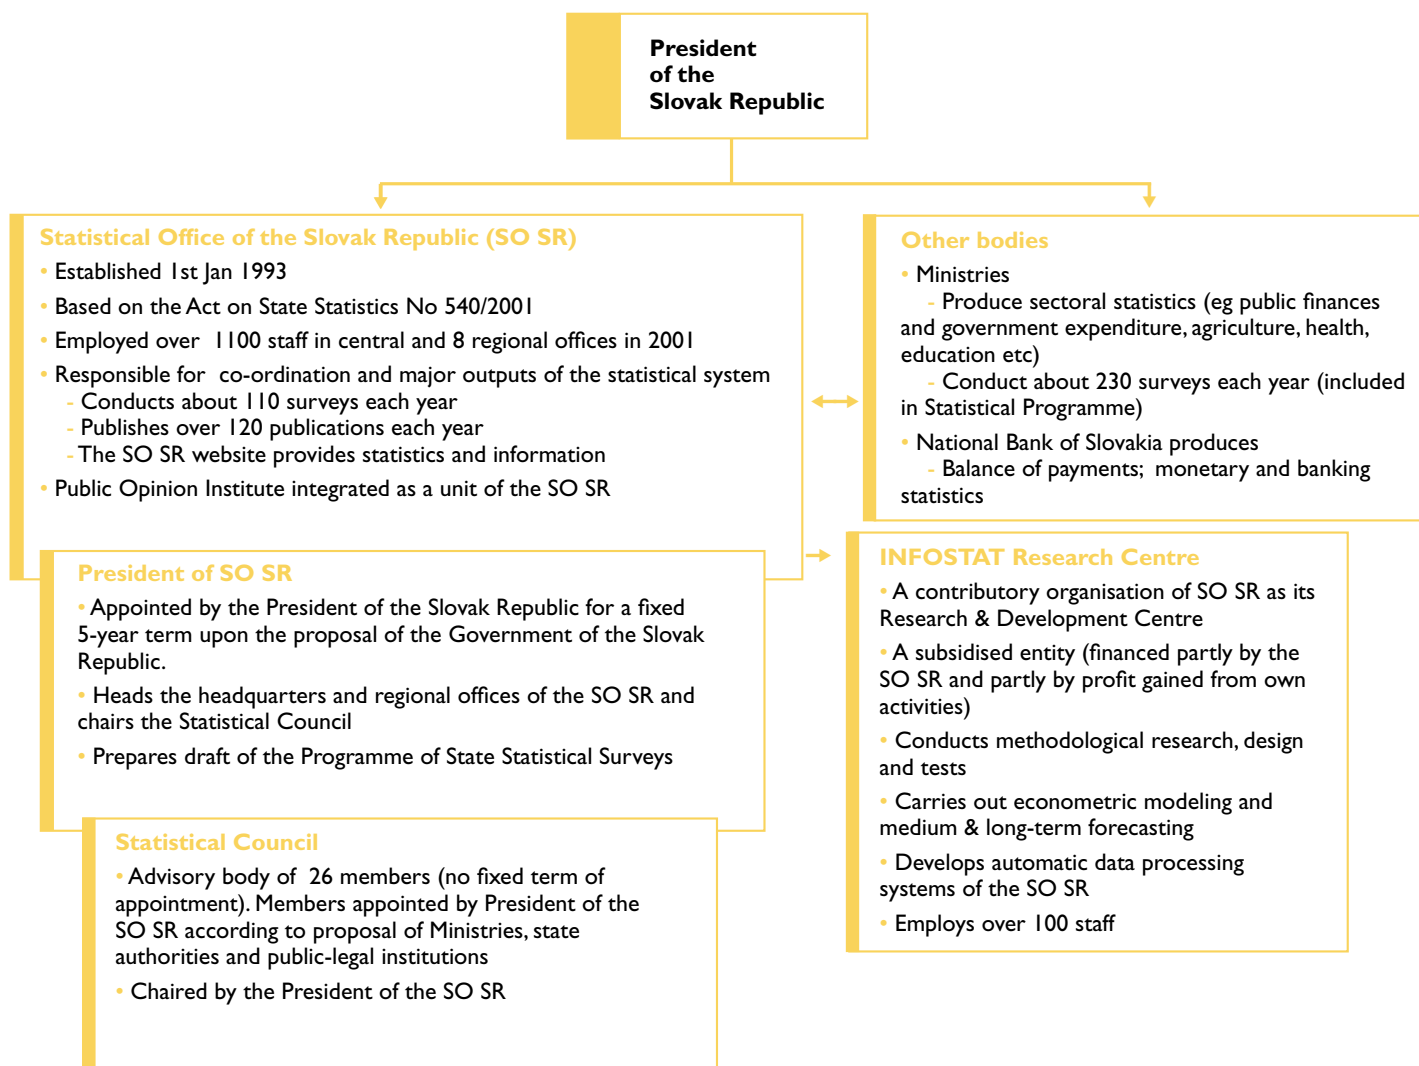 President
of the
Slovak Republic
Statistical Office of the Slovak Republic (SO SR)
• Established 1st Jan 1993
• Based on the Act on State Statistics No 540/2001
• Employed over 1100 staff in central and 8 regional offices in 2001
• Responsible for co-ordination and major outputs of the statistical system
- Conducts about 110 surveys each year
- Publishes over 120 publications each year
- The SO SR website provides statistics and information
• Public Opinion Institute integrated as a unit of the SO SR
Other bodies
• Ministries
- Produce sectoral statistics (eg public finances
and government expenditure, agriculture, health,
education etc)
- Conduct about 230 surveys each year (included
in Statistical Programme)
• National Bank of Slovakia produces
- Balance of payments; monetary and banking
statistics
President of SO SR
• Appointed by the President of the Slovak Republic for a fixed
5-year term upon the proposal of the Government of the Slovak
Republic.
• Heads the headquarters and regional offices of the SO SR and
chairs the Statistical Council
• Prepares draft of the Programme of State Statistical Surveys
INFOSTAT Research Centre
• A contributory organisation of SO SR as its
Research & Development Centre
• A subsidised entity (financed partly by the
SO SR and partly by profit gained from own
activities)
• Conducts methodological research, design
and tests
• Carries out econometric modeling and
medium & long-term forecasting
• Develops automatic data processing
systems of the SO SR
• Employs over 100 staff
Statistical Council
• Advisory body of 26 members (no fixed term of
appointment). Members appointed by President of the
SO SR according to proposal of Ministries, state
authorities and public-legal institutions
• Chaired by the President of the SO SR